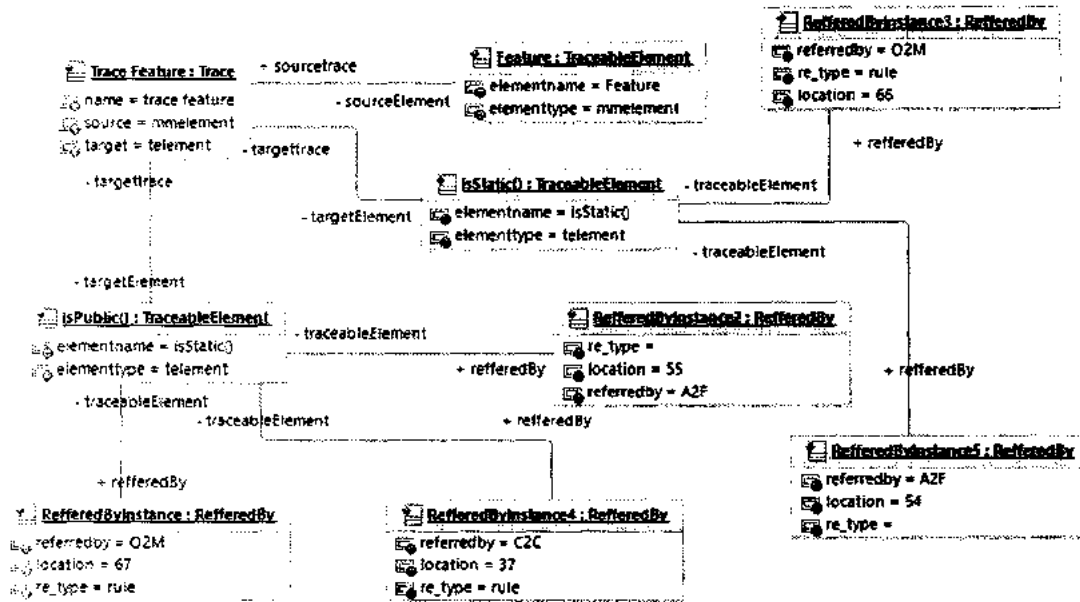 RefferedByInstance3 : RefferedBy
referredby = O2M
re_type = rule
location = 65
Trace Feature : Trace
name = trace feature
source = mmelement
target = telement
+ sourcetrace
- sourceElement
Feature : TraceableElement
elementname = Feature
elementtype = mmelement
- targettrace
- targettrace
+ refferedBy
isStatic() : TraceableElement
elementname = isStatic()
elementtype = telement
- traceableElement
- targetElement
- traceableElement
- targetElement
isPublic() : TraceableElement
elementname = isStatic()
elementtype = telement
- traceableElement
+ refferedBy
RefferedByInstance2 : RefferedBy
re_type =
location = 55
referredby = A2F
+ refferedBy
- traceableElement
- traceableElement
+ refferedBy
RefferedByInstance5 : RefferedBy
referredby = A2F
location = 54
re_type =
+ refferedBy
RefferedByInstance : RefferedBy
referredby = O2M
location = 67
re_type = rule
RefferedByInstance4 : RefferedBy
referredby = C2C
location = 37
re_type = rule